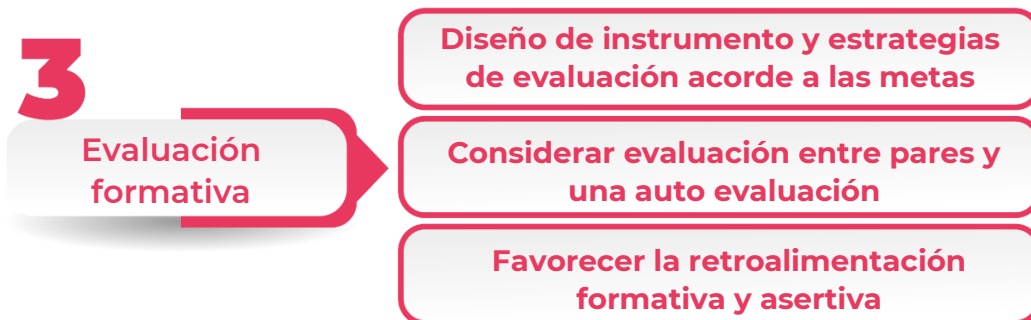 3
Evaluación
formativa
Diseño de instrumento y estrategias
de evaluación acorde a las metas
Considerar evaluación entre pares y
una auto evaluación
Favorecer la retroalimentación
formativa y asertiva